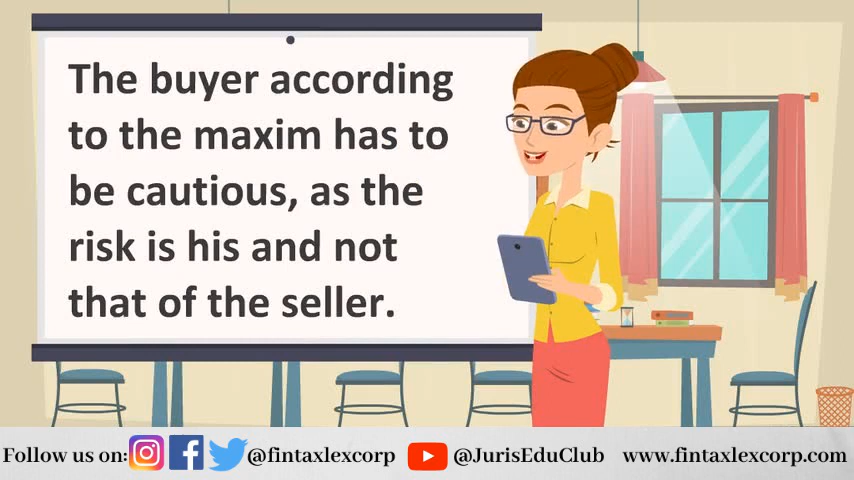 The buyer according
to the maxim has to
be cautious, as the
risk is his and not
that of the seller.
Follow us on: @fintaxlexcorp @JurisEduClub www.fintaxlexcorp.com